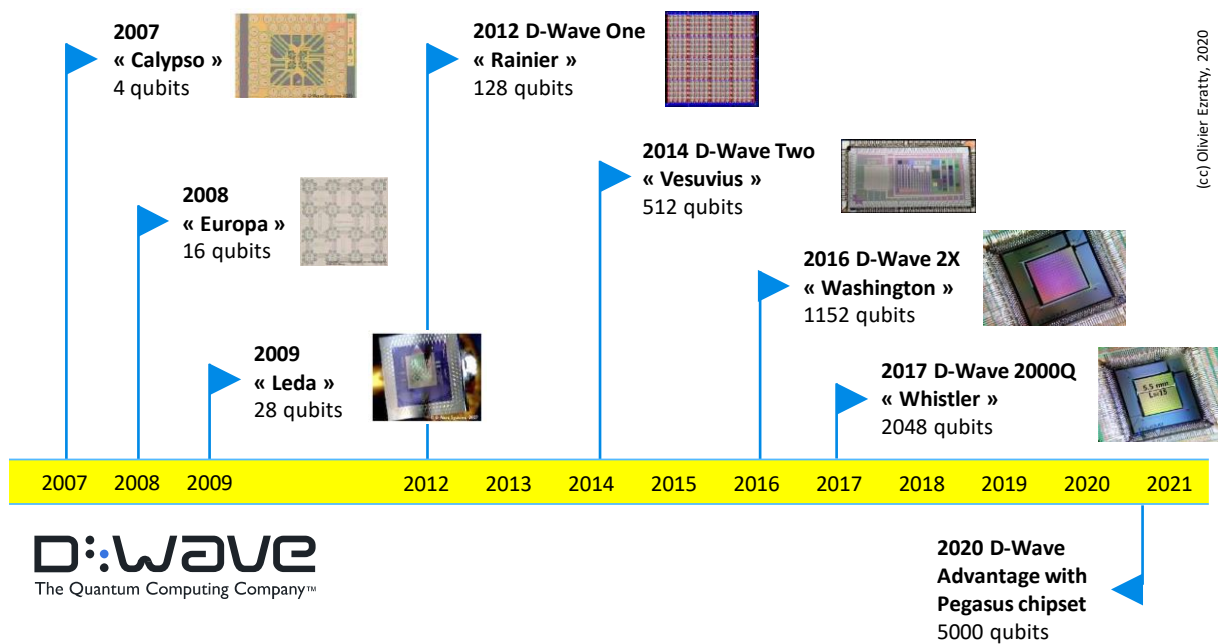 2007
« Calypso »
4 qubits
2008
« Europa »
16 qubits
2009
« Leda »
28 qubits
2012 D-Wave One
« Rainier »
128 qubits
2014 D-Wave Two
« Vesuvius »
512 qubits
2016 D-Wave 2X
« Washington »
1152 qubits
2017 D-Wave 2000Q
« Whistler »
2048 qubits
5.5 mm
(cc) Olivier Ezratty, 2020
2007 2008 2009 2012 2013 2014 2015 2016 2017 2018 2019 2020 2021
D:wave
The Quantum Computing Company™
2020 D-Wave
Advantage with
Pegasus chipset
5000 qubits